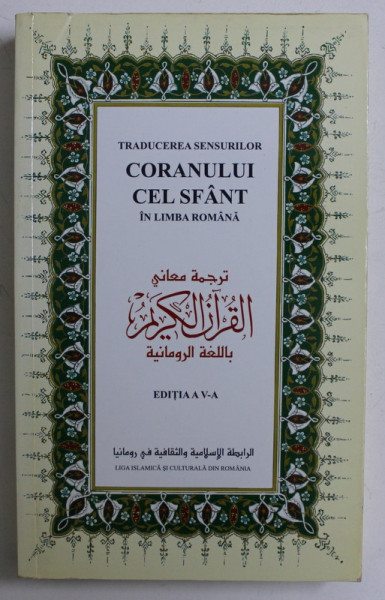 TRADUCEREA SENSURILOR
CORANULUI
CEL SFÂNT
ÎN LIMBA ROMÂNĂ
ترجمة معاني
القرآن الكريم
باللغة الرومانية
EDIŢIA A V-A
الرابطة الإسلامية والثقافية في رومانيا
LIGA ISLAMICĂ ŞI CULTURALĂ DIN ROMÂNIA